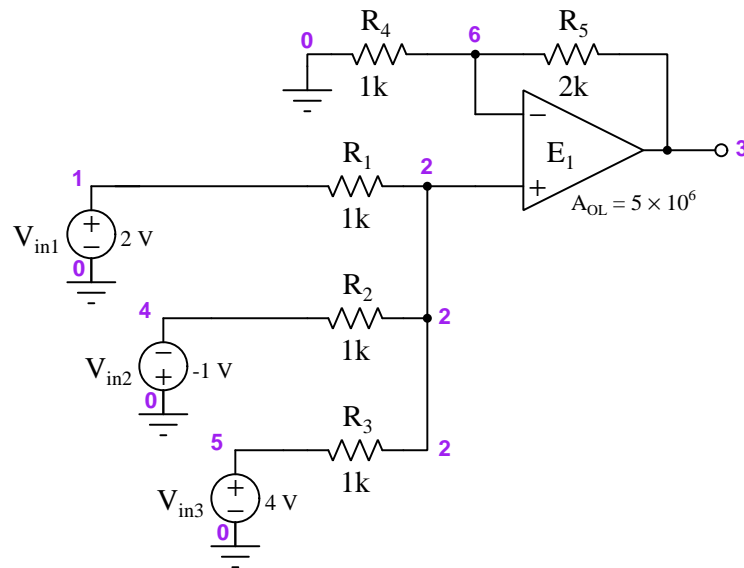 R4
R5
0
6
1k
2k
−
E1
3
+
AOL = 5 × 10^6
R1
1
2
1k
+
Vin1
2 V
−
0
R2
4
2
1k
−
Vin2
-1 V
+
0
R3
5
2
1k
+
Vin3
4 V
−
0